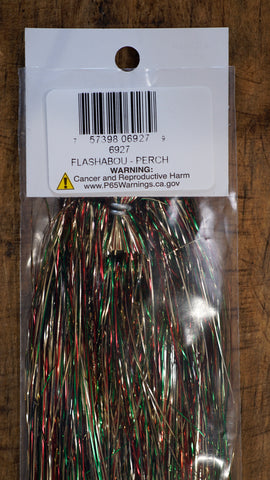 7 57398 06927 9
6927
FLASHABOU - PERCH
WARNING:
Cancer and Reproductive Harm
www.P65Warnings.ca.gov